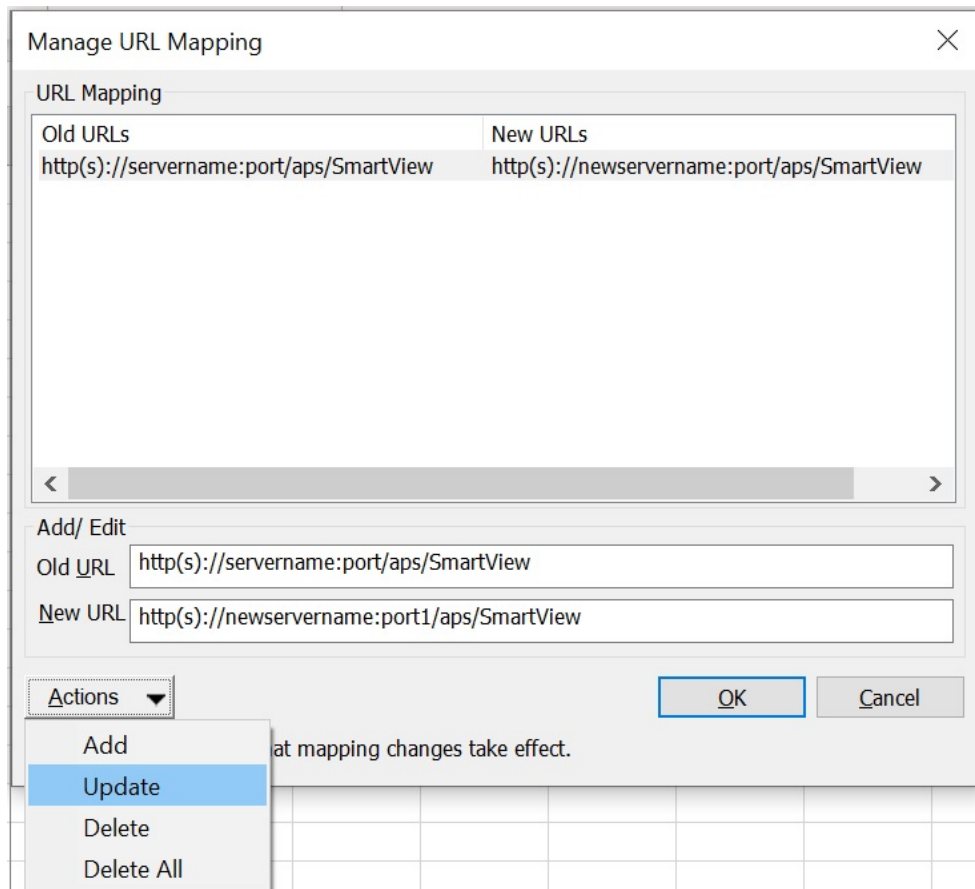 Manage URL Mapping
URL Mapping
Old URLs New URLs
http(s)://servername:port/aps/SmartView http(s)://newservername:port/aps/SmartView
Add/ Edit
Old URL http(s)://servername:port/aps/SmartView
New URL http(s)://newservername:port1/aps/SmartView
Actions OK Cancel
at mapping changes take effect.
Add
Update
Delete
Delete All